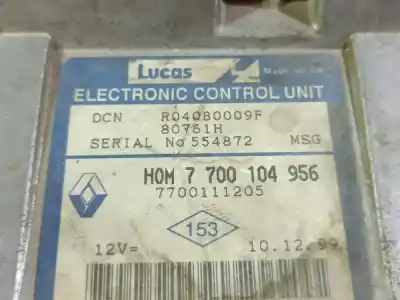 Lucas
Made in
ELECTRONIC CONTROL UNIT
DCN R04080009F
80761H
SERIAL No 554872 MSG
HOM 7 700 104 956
7700111205
153
12V= 10.12.99